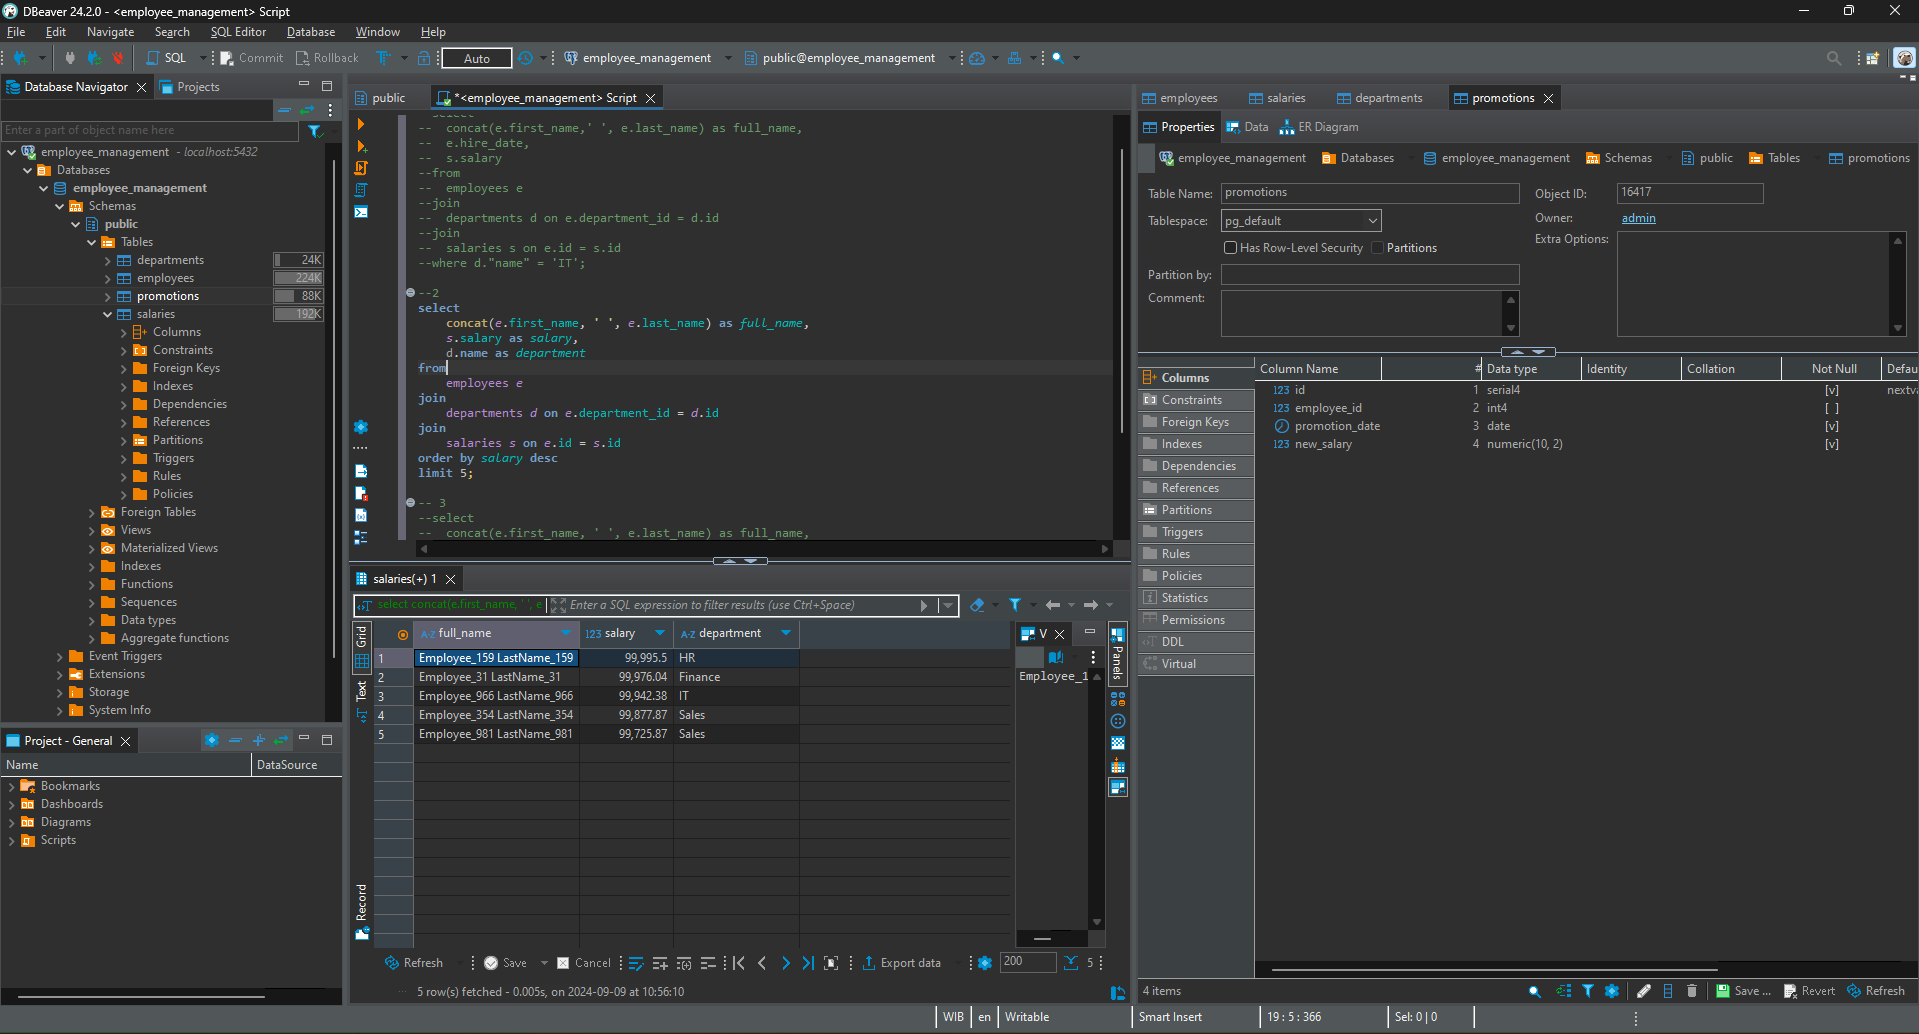 DBeaver 24.2.0 - <employee_management> Script
File Edit Navigate Search SQL Editor Database Window Help
SQL Commit Rollback Auto employee_management public@employee_management
Database Navigator Projects
Enter a part of object name here
employee_management - localhost:5432
Databases
employee_management
Schemas
public
Tables
departments 24K
employees 224K
promotions 88K
salaries 192K
Columns
Constraints
Foreign Keys
Indexes
Dependencies
References
Partitions
Triggers
Rules
Policies
Foreign Tables
Views
Materialized Views
Indexes
Functions
Sequences
Data types
Aggregate functions
Event Triggers
Extensions
Storage
System Info
Project - General
Name DataSource
Bookmarks
Dashboards
Diagrams
Scripts
public *<employee_management> Script
-- concat(e.first_name,' ', e.last_name) as full_name,
-- e.hire_date,
-- s.salary
--from
-- employees e
--join
-- departments d on e.department_id = d.id
--join
-- salaries s on e.id = s.id
--where d."name" = 'IT';
--2
select
concat(e.first_name, ' ', e.last_name) as full_name,
s.salary as salary,
d.name as department
from
employees e
join
departments d on e.department_id = d.id
join
salaries s on e.id = s.id
order by salary desc
limit 5;
-- 3
--select
-- concat(e.first_name, ' ', e.last_name) as full_name,
salaries(+) 1
select concat(e.first_name, ' ', e Enter a SQL expression to filter results (use Ctrl+Space)
Grid
Text
Record
A-Z full_name 123 salary A-Z department
1 Employee_159 LastName_159 99,995.5 HR
2 Employee_31 LastName_31 99,976.04 Finance
3 Employee_966 LastName_966 99,942.38 IT
4 Employee_354 LastName_354 99,877.87 Sales
5 Employee_981 LastName_981 99,725.87 Sales
V
Employee_1
Panels
Refresh Save Cancel Export data 200 5
5 row(s) fetched - 0.005s, on 2024-09-09 at 10:56:10
employees salaries departments promotions
Properties Data ER Diagram
employee_management Databases employee_management Schemas public Tables promotions
Table Name: promotions Object ID: 16417
Tablespace: pg_default Owner: admin
Has Row-Level Security Partitions Extra Options:
Partition by:
Comment:
Columns
Constraints
Foreign Keys
Indexes
Dependencies
References
Partitions
Triggers
Rules
Policies
Statistics
Permissions
DDL
Virtual
Column Name # Data type Identity Collation Not Null Defau
123 id 1 serial4 [v] nextv
123 employee_id 2 int4 [ ]
promotion_date 3 date [v]
123 new_salary 4 numeric(10, 2) [v]
4 items Save ... Revert Refresh
WIB en Writable Smart Insert 19 : 5 : 366 Sel: 0 | 0